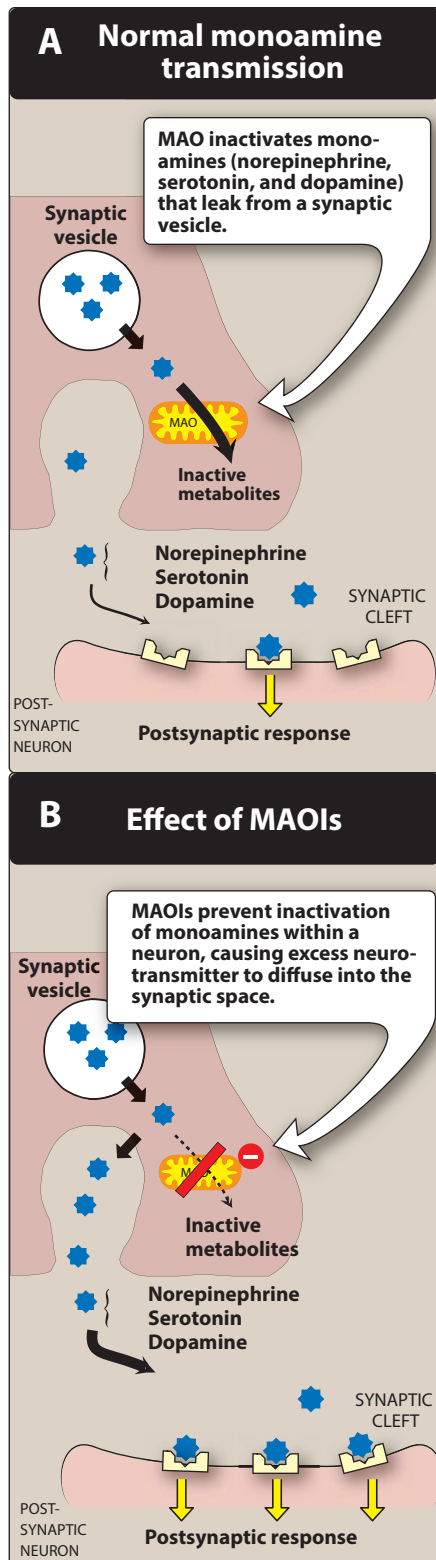 A
Normal monoamine
transmission
MAO inactivates mono-
amines (norepinephrine,
serotonin, and dopamine)
that leak from a synaptic
vesicle.
Synaptic
vesicle
MAO
Inactive
metabolites
Norepinephrine
Serotonin
Dopamine
SYNAPTIC
CLEFT
POST-
SYNAPTIC
NEURON
Postsynaptic response
B
Effect of MAOIs
MAOIs prevent inactivation
of monoamines within a
neuron, causing excess neuro-
transmitter to diffuse into the
synaptic space.
Synaptic
vesicle
MAO
Inactive
metabolites
Norepinephrine
Serotonin
Dopamine
SYNAPTIC
CLEFT
POST-
SYNAPTIC
NEURON
Postsynaptic response